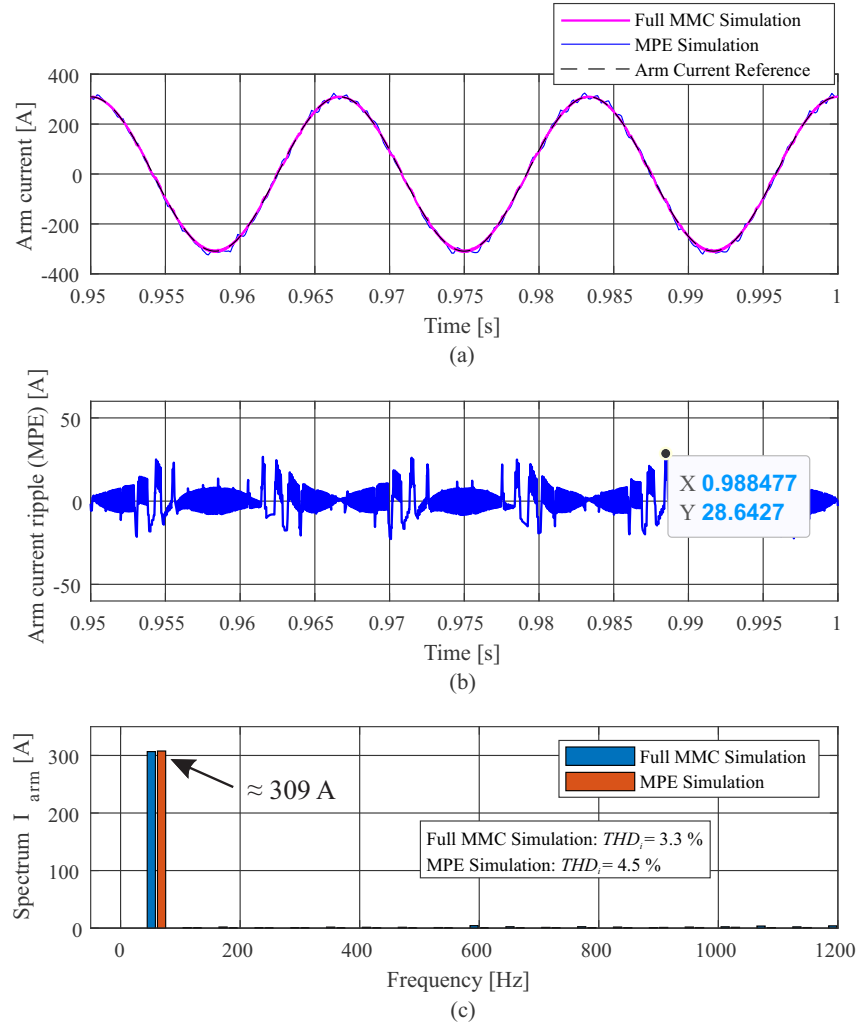 Full MMC Simulation
MPE Simulation
Arm Current Reference
Arm current [A]
400
200
0
-200
-400
0.95 0.955 0.96 0.965 0.97 0.975 0.98 0.985 0.99 0.995 1
Time [s]
(a)
Arm current ripple (MPE) [A]
50
0
-50
X 0.988477
Y 28.6427
0.95 0.955 0.96 0.965 0.97 0.975 0.98 0.985 0.99 0.995 1
Time [s]
(b)
Spectrum I arm [A]
300
200
100
0
≈ 309 A
Full MMC Simulation
MPE Simulation
Full MMC Simulation: THDi = 3.3 %
MPE Simulation: THDi = 4.5 %
0 200 400 600 800 1000 1200
Frequency [Hz]
(c)